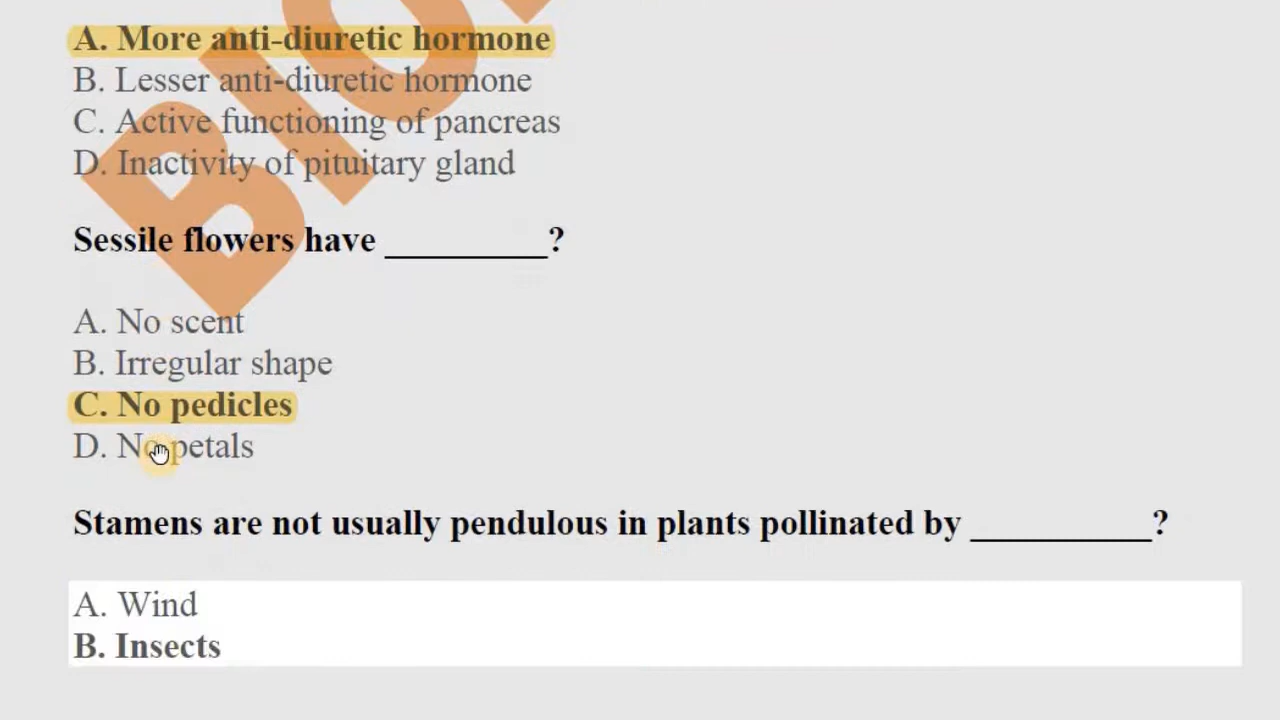 A. More anti-diuretic hormone
B. Lesser anti-diuretic hormone
C. Active functioning of pancreas
D. Inactivity of pituitary gland
Sessile flowers have _________?
A. No scent
B. Irregular shape
C. No pedicles
D. No petals
Stamens are not usually pendulous in plants pollinated by __________?
A. Wind
B. Insects
BIO